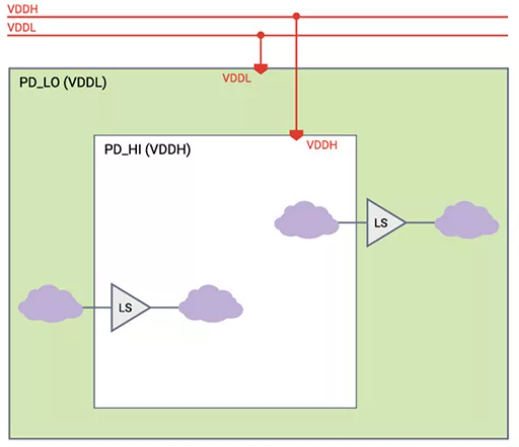 VDDH
VDDL
VDDL
PD_LO (VDDL)
VDDH
PD_HI (VDDH)
LS
LS